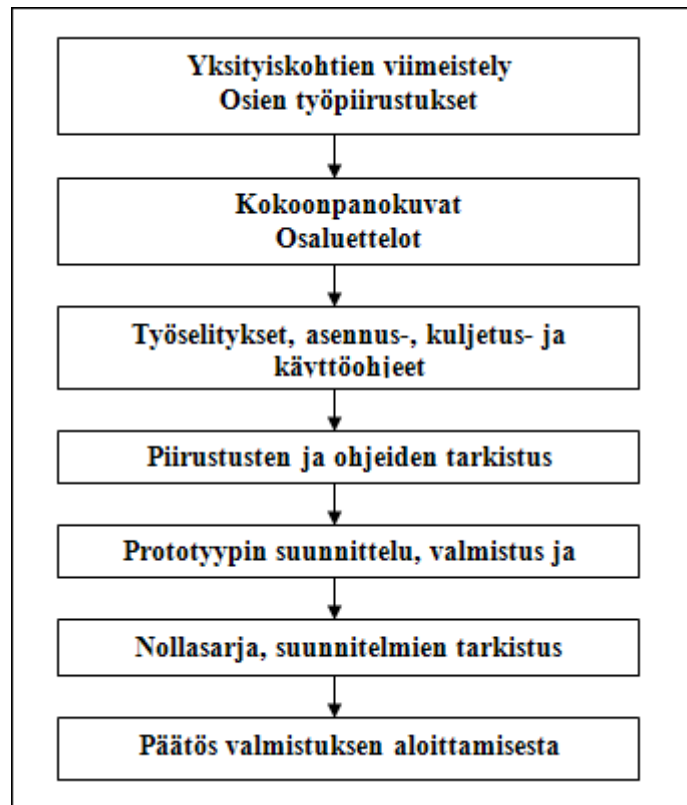 Yksityiskohtien viimeistely
Osien työpiirustukset
Kokoonpanokuvat
Osaluettelot
Työselitykset, asennus-, kuljetus- ja
käyttöohjeet
Piirustusten ja ohjeiden tarkistus
Prototyypin suunnittelu, valmistus ja
Nollasarja, suunnitelmien tarkistus
Päätös valmistuksen aloittamisesta